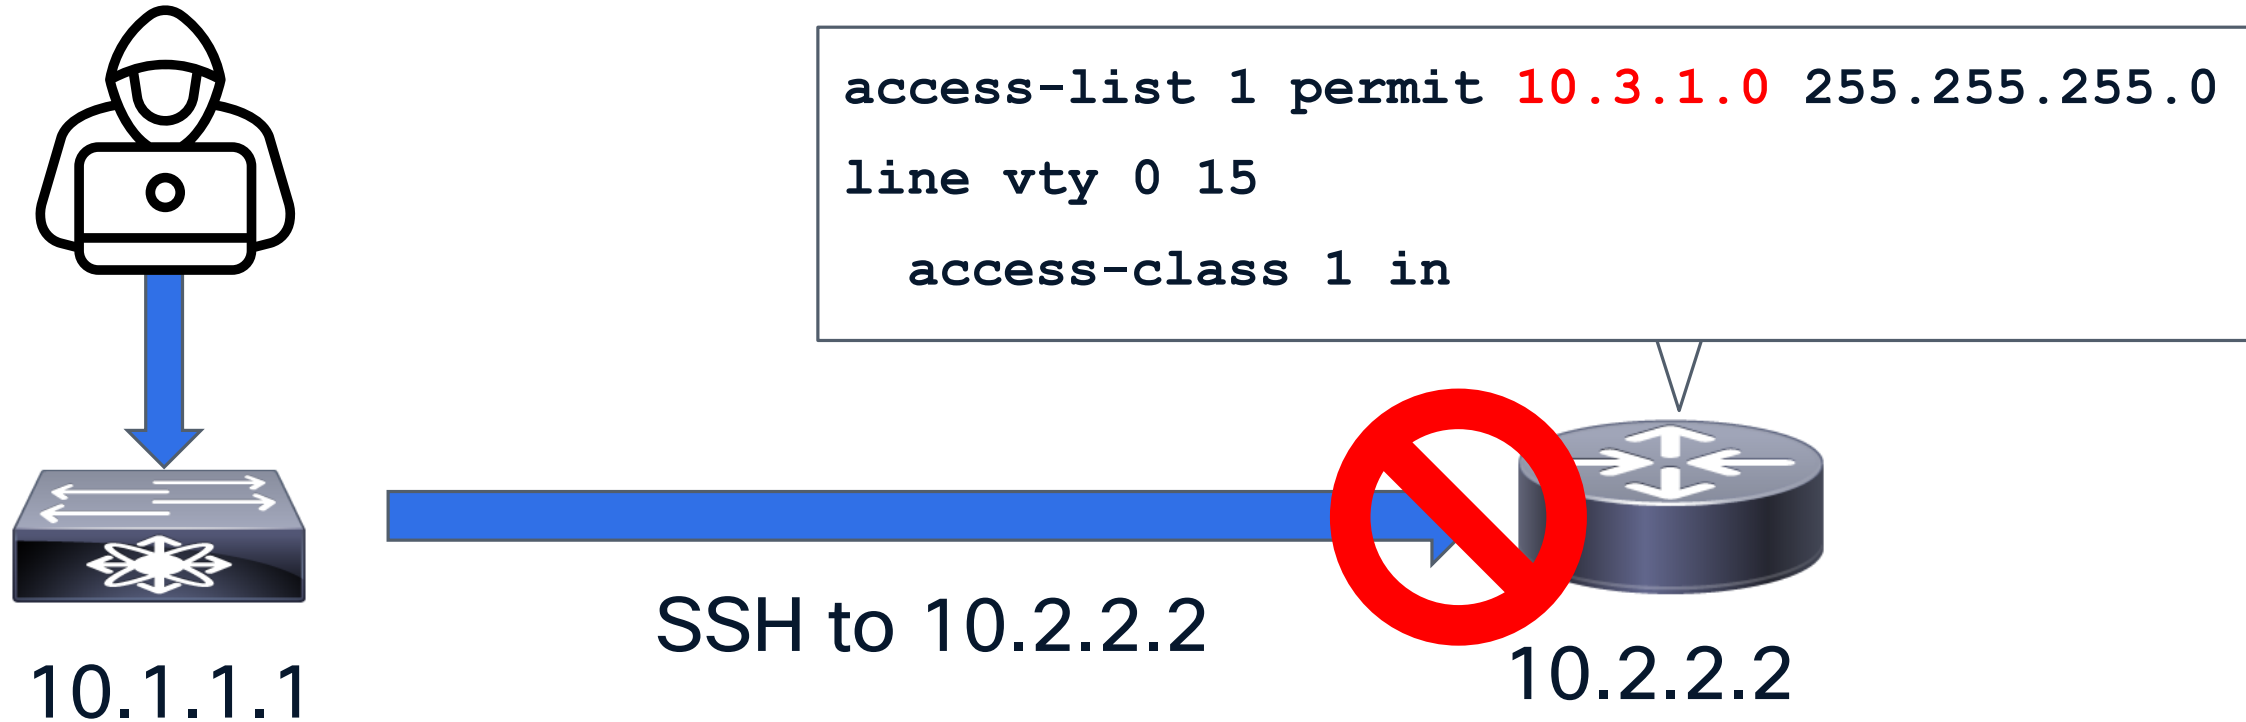 access-list 1 permit 10.3.1.0 255.255.255.0
line vty 0 15
access-class 1 in
SSH to 10.2.2.2
10.1.1.1
10.2.2.2